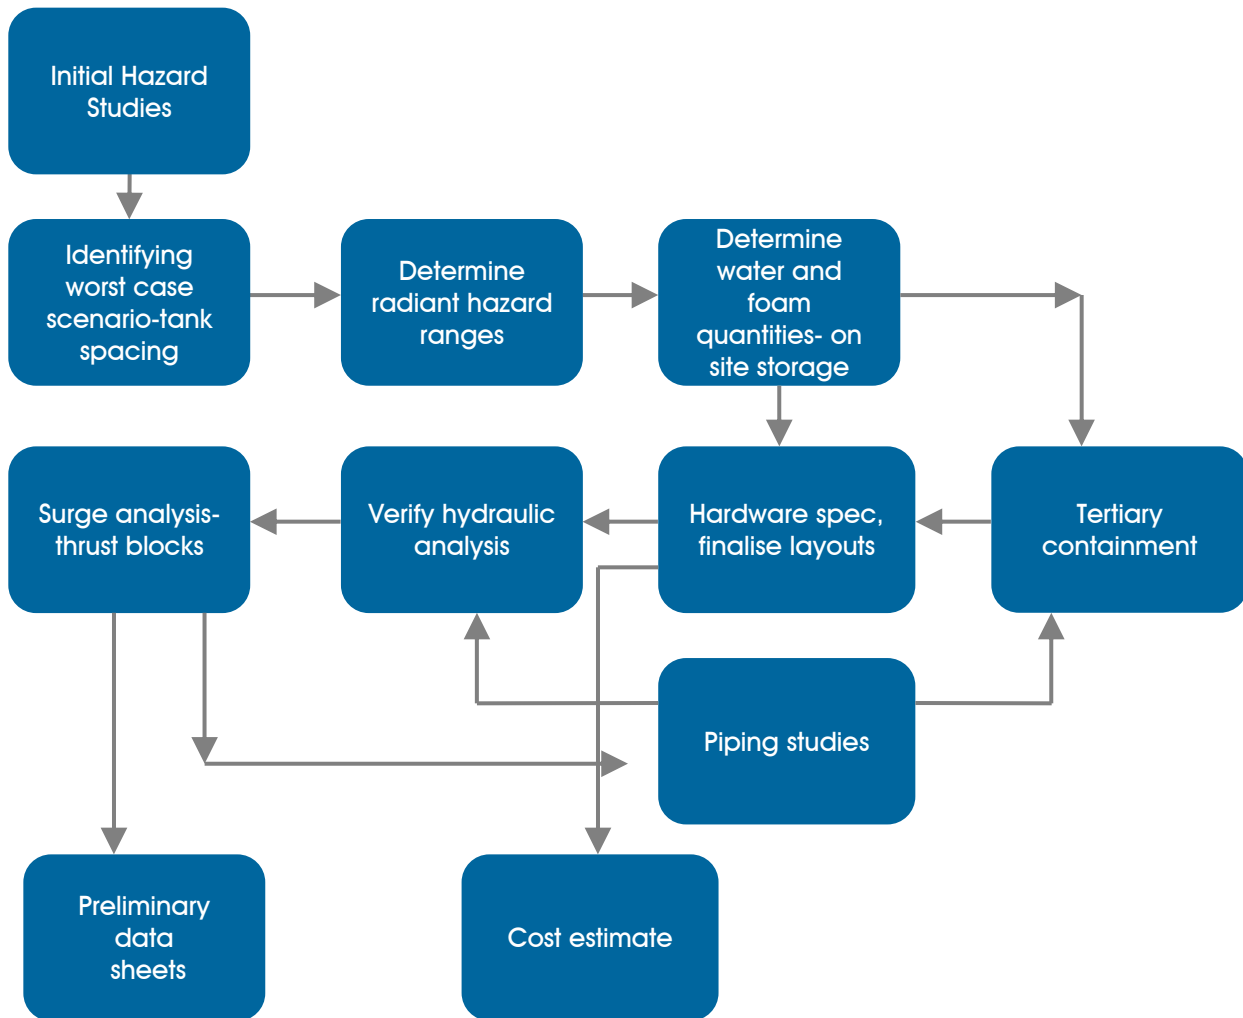 Initial Hazard
Studies
Identifying
worst case
scenario-tank
spacing
Determine
radiant hazard
ranges
Determine
water and
foam
quantities- on
site storage
Surge analysis-
thrust blocks
Verify hydraulic
analysis
Hardware spec,
finalise layouts
Tertiary
containment
Piping studies
Preliminary
data
sheets
Cost estimate